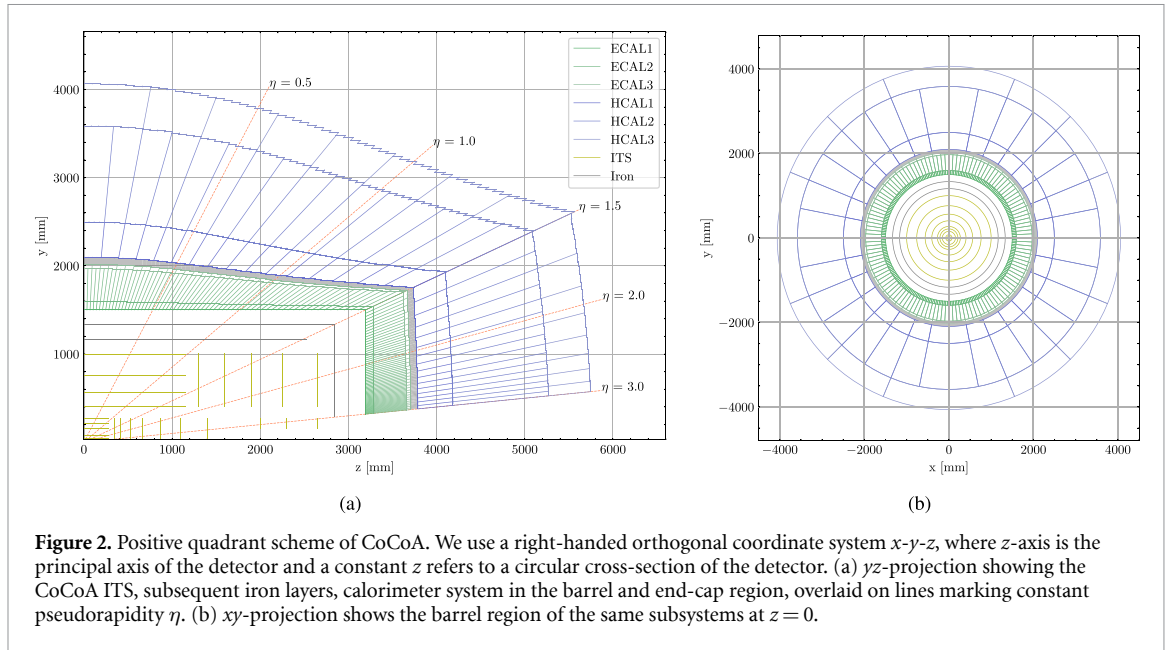 ECAL1
ECAL2
ECAL3
HCAL1
HCAL2
HCAL3
ITS
Iron
η = 0.5
η = 1.0
η = 1.5
η = 2.0
η = 3.0
4000
3000
2000
1000
y [mm]
0 1000 2000 3000 4000 5000 6000
z [mm]
(a)
4000
2000
0
−2000
−4000
y [mm]
−4000 −2000 0 2000 4000
x [mm]
(b)
Figure 2. Positive quadrant scheme of CoCoA. We use a right-handed orthogonal coordinate system x-y-z, where z-axis is the
principal axis of the detector and a constant z refers to a circular cross-section of the detector. (a) yz-projection showing the
CoCoA ITS, subsequent iron layers, calorimeter system in the barrel and end-cap region, overlaid on lines marking constant
pseudorapidity η. (b) xy-projection shows the barrel region of the same subsystems at z = 0.